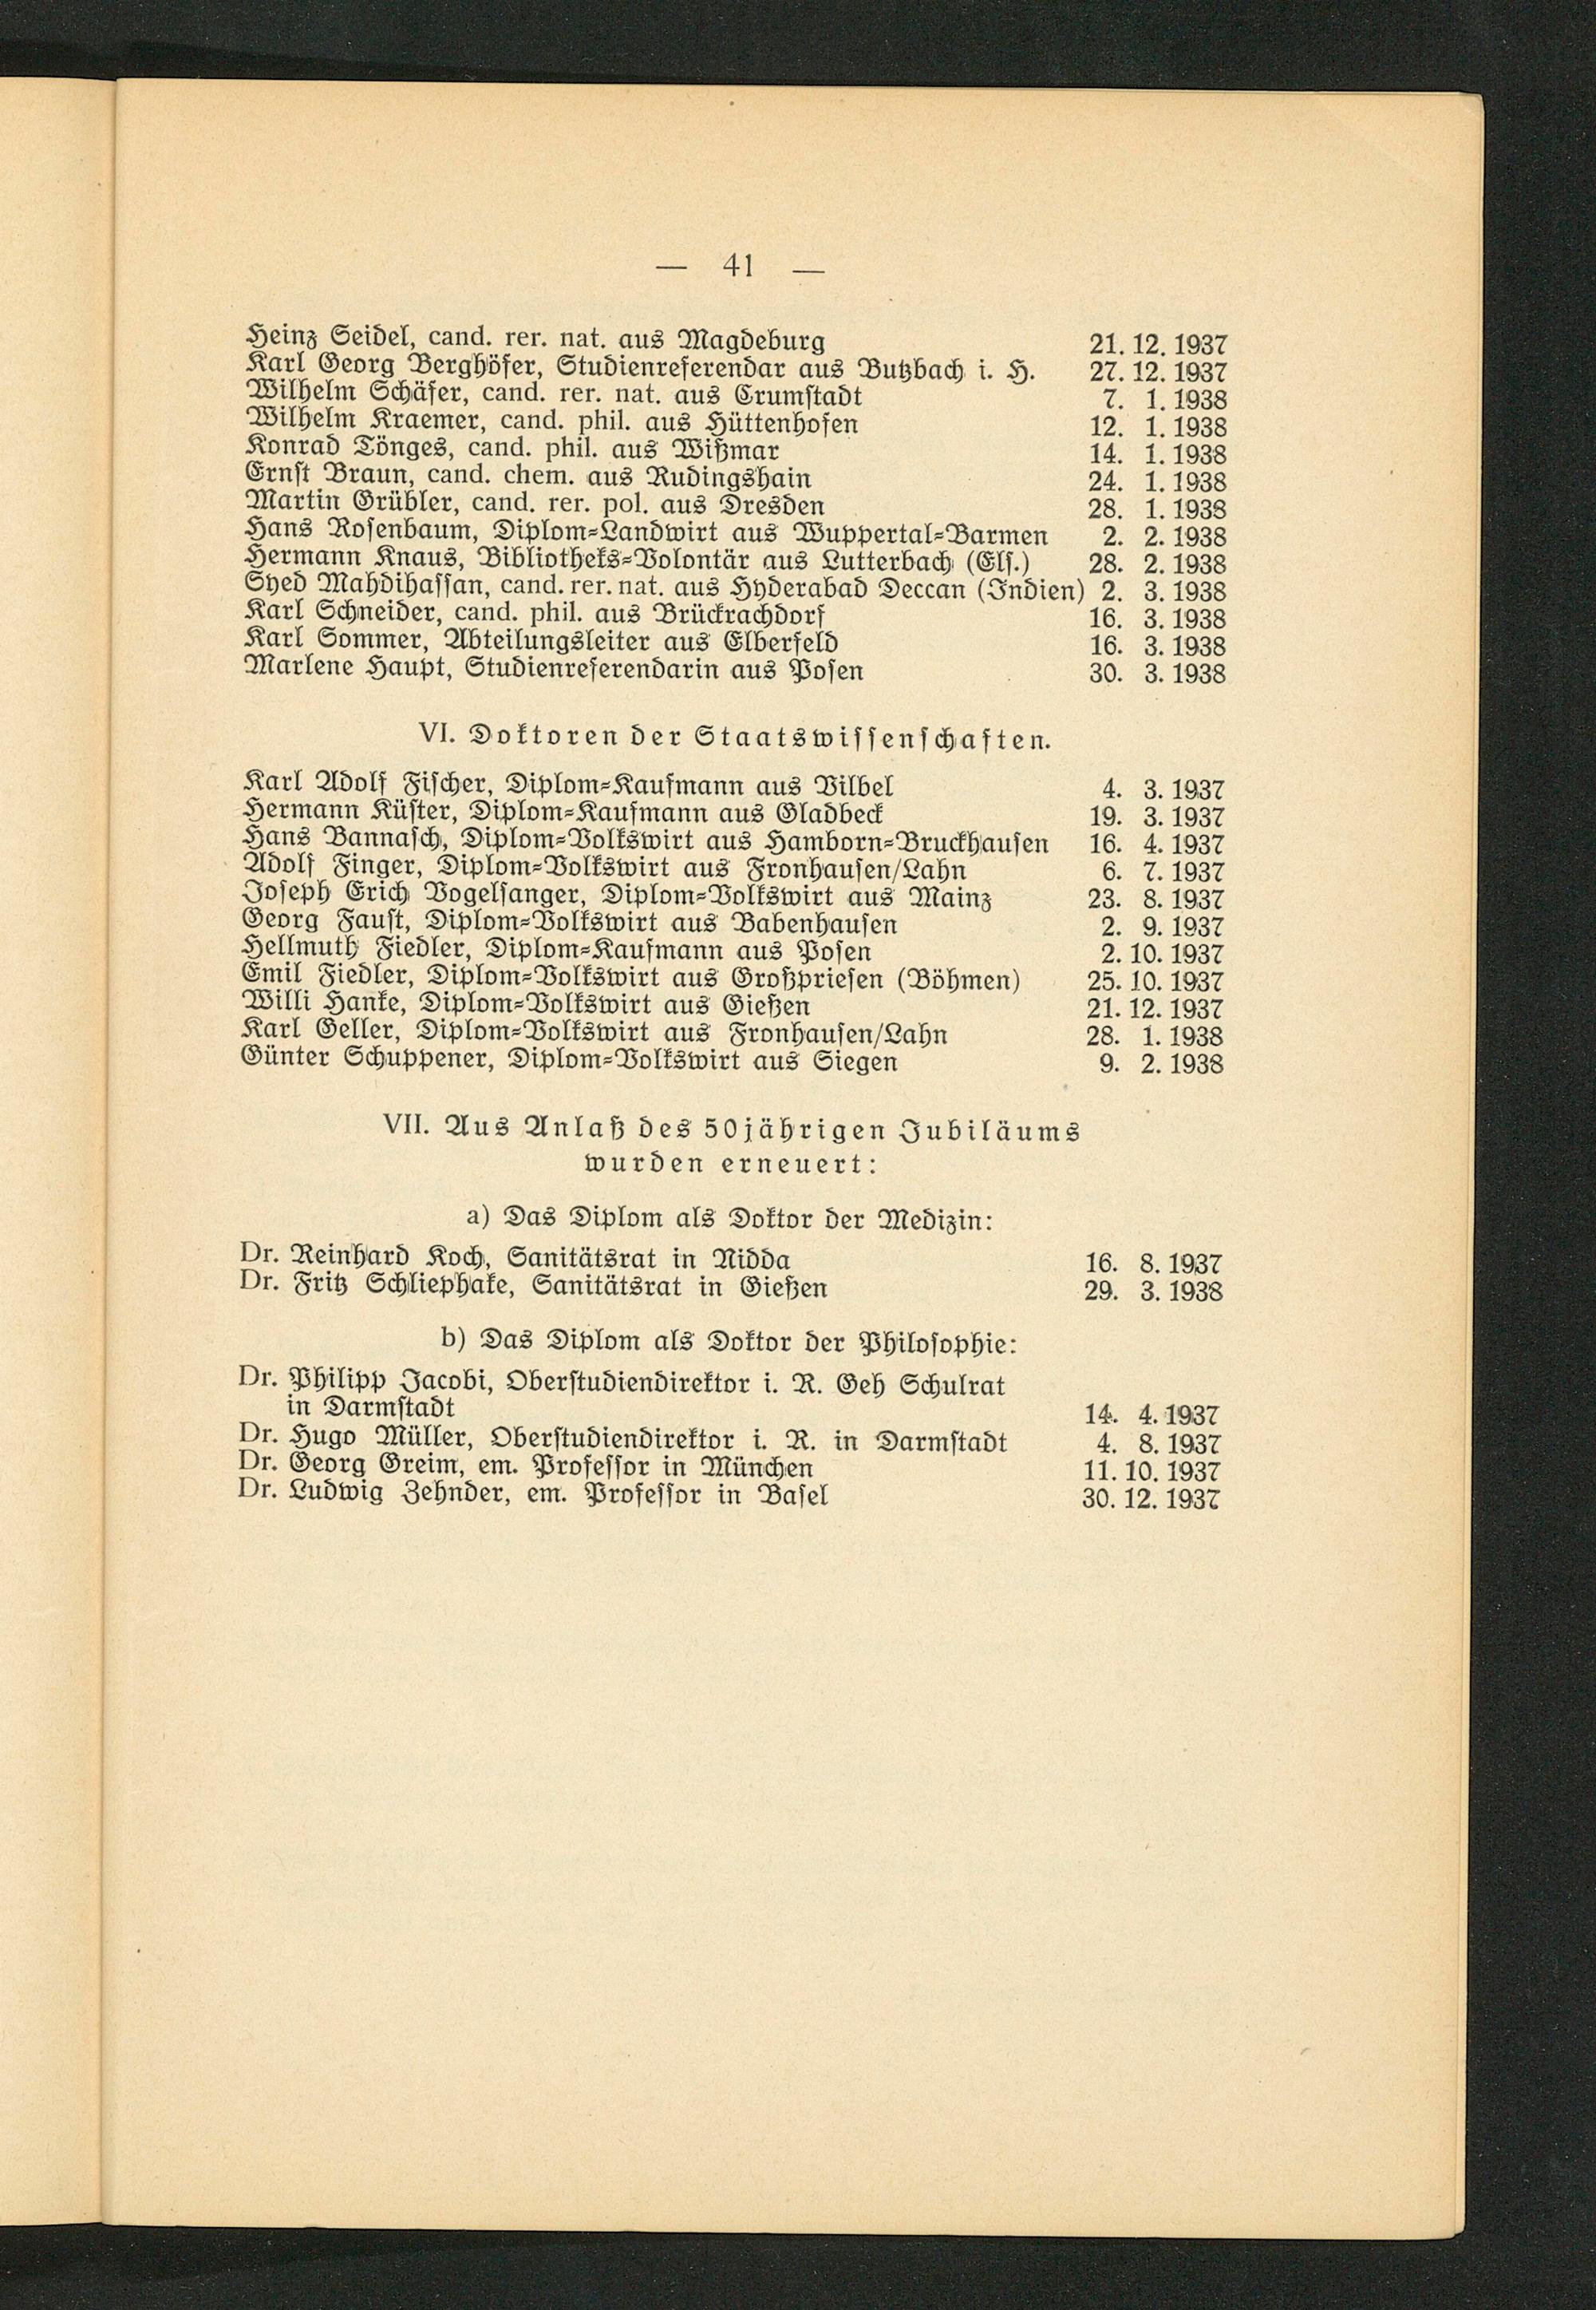 — 41 —
Heinz Seidel, cand. rer. nat. aus Magdeburg 21. 12. 1937
Karl Georg Berghöfer, Studienreferendar aus Butzbach i. H. 27. 12. 1937
Wilhelm Schäfer, cand. rer. nat. aus Crumstadt 7. 1. 1938
Wilhelm Kraemer, cand. phil. aus Hüttenhofen 12. 1. 1938
Konrad Tönges, cand. phil. aus Wißmar 14. 1. 1938
Ernst Braun, cand. chem. aus Rudingshain 24. 1. 1938
Martin Grübler, cand. rer. pol. aus Dresden 28. 1. 1938
Hans Rosenbaum, Diplom-Landwirt aus Wuppertal-Barmen 2. 2. 1938
Hermann Knaus, Bibliotheks-Volontär aus Lutterbach (Els.) 28. 2. 1938
Syed Mahdihassan, cand. rer. nat. aus Hyderabad Deccan (Indien) 2. 3. 1938
Karl Schneider, cand. phil. aus Brückrachdorf 16. 3. 1938
Karl Sommer, Abteilungsleiter aus Elberfeld 16. 3. 1938
Marlene Haupt, Studienreferendarin aus Posen 30. 3. 1938
VI. Doktoren der Staatswissenschaften.
Karl Adolf Fischer, Diplom-Kaufmann aus Vilbel 4. 3. 1937
Hermann Küster, Diplom-Kaufmann aus Gladbeck 19. 3. 1937
Hans Bannasch, Diplom-Volkswirt aus Hamborn-Bruckhausen 16. 4. 1937
Adolf Finger, Diplom-Volkswirt aus Fronhausen/Lahn 6. 7. 1937
Joseph Erich Vogelsanger, Diplom-Volkswirt aus Mainz 23. 8. 1937
Georg Faust, Diplom-Volkswirt aus Babenhausen 2. 9. 1937
Hellmuth Fiedler, Diplom-Kaufmann aus Posen 2. 10. 1937
Emil Fiedler, Diplom-Volkswirt aus Großpriesen (Böhmen) 25. 10. 1937
Willi Hanke, Diplom-Volkswirt aus Gießen 21. 12. 1937
Karl Geller, Diplom-Volkswirt aus Fronhausen/Lahn 28. 1. 1938
Günter Schuppener, Diplom-Volkswirt aus Siegen 9. 2. 1938
VII. Aus Anlaß des 50jährigen Jubiläums
wurden erneuert:
a) Das Diplom als Doktor der Medizin:
Dr. Reinhard Koch, Sanitätsrat in Nidda 16. 8. 1937
Dr. Fritz Schliephake, Sanitätsrat in Gießen 29. 3. 1938
b) Das Diplom als Doktor der Philosophie:
Dr. Philipp Jacobi, Oberstudiendirektor i. R. Geh Schulrat
in Darmstadt 14. 4. 1937
Dr. Hugo Müller, Oberstudiendirektor i. R. in Darmstadt 4. 8. 1937
Dr. Georg Greim, em. Professor in München 11. 10. 1937
Dr. Ludwig Zehnder, em. Professor in Basel 30. 12. 1937